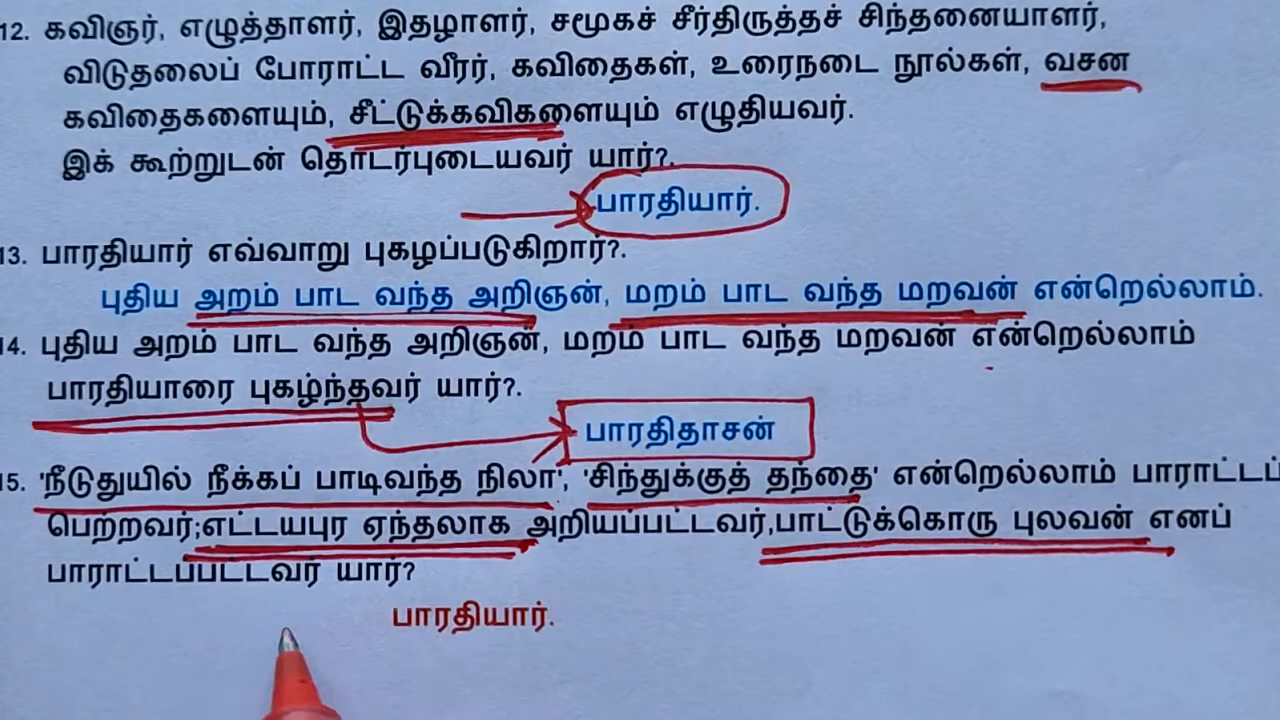 12. கவிஞர், எழுத்தாளர், இதழாளர், சமூகச் சீர்திருத்தச் சிந்தனையாளர்,
விடுதலைப் போராட்ட வீரர், கவிதைகள், உரைநடை நூல்கள், வசன
கவிதைகளையும், சீட்டுக்கவிகளையும் எழுதியவர்.
இக் கூற்றுடன் தொடர்புடையவர் யார்?.
பாரதியார்.
13. பாரதியார் எவ்வாறு புகழப்படுகிறார்?.
புதிய அறம் பாட வந்த அறிஞன், மறம் பாட வந்த மறவன் என்றெல்லாம்.
14. புதிய அறம் பாட வந்த அறிஞன், மறம் பாட வந்த மறவன் என்றெல்லாம்
பாரதியாரை புகழ்ந்தவர் யார்?.
பாரதிதாசன்
15. 'நீடுதுயில் நீக்கப் பாடிவந்த நிலா', 'சிந்துக்குத் தந்தை' என்றெல்லாம் பாராட்டப்
பெற்றவர்;எட்டயபுர ஏந்தலாக அறியப்பட்டவர்,பாட்டுக்கொரு புலவன் எனப்
பாராட்டப்பட்டவர் யார்?
பாரதியார்.